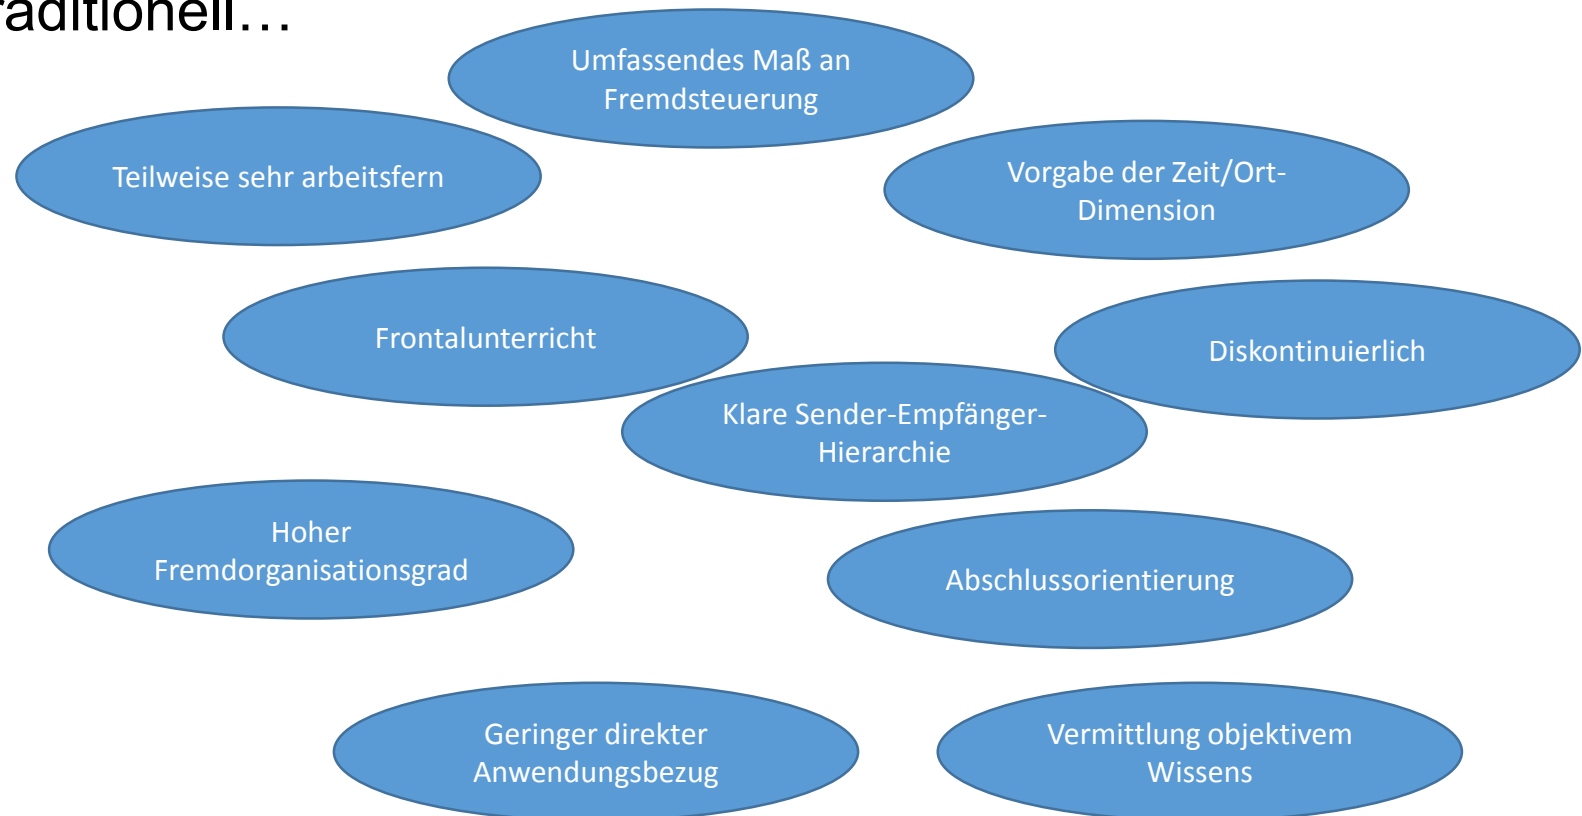 raditionell…
Umfassendes Maß an
Fremdsteuerung
Teilweise sehr arbeitsfern
Vorgabe der Zeit/Ort-
Dimension
Frontalunterricht
Diskontinuierlich
Klare Sender-Empfänger-
Hierarchie
Hoher
Fremdorganisationsgrad
Abschlussorientierung
Geringer direkter
Anwendungsbezug
Vermittlung objektivem
Wissens